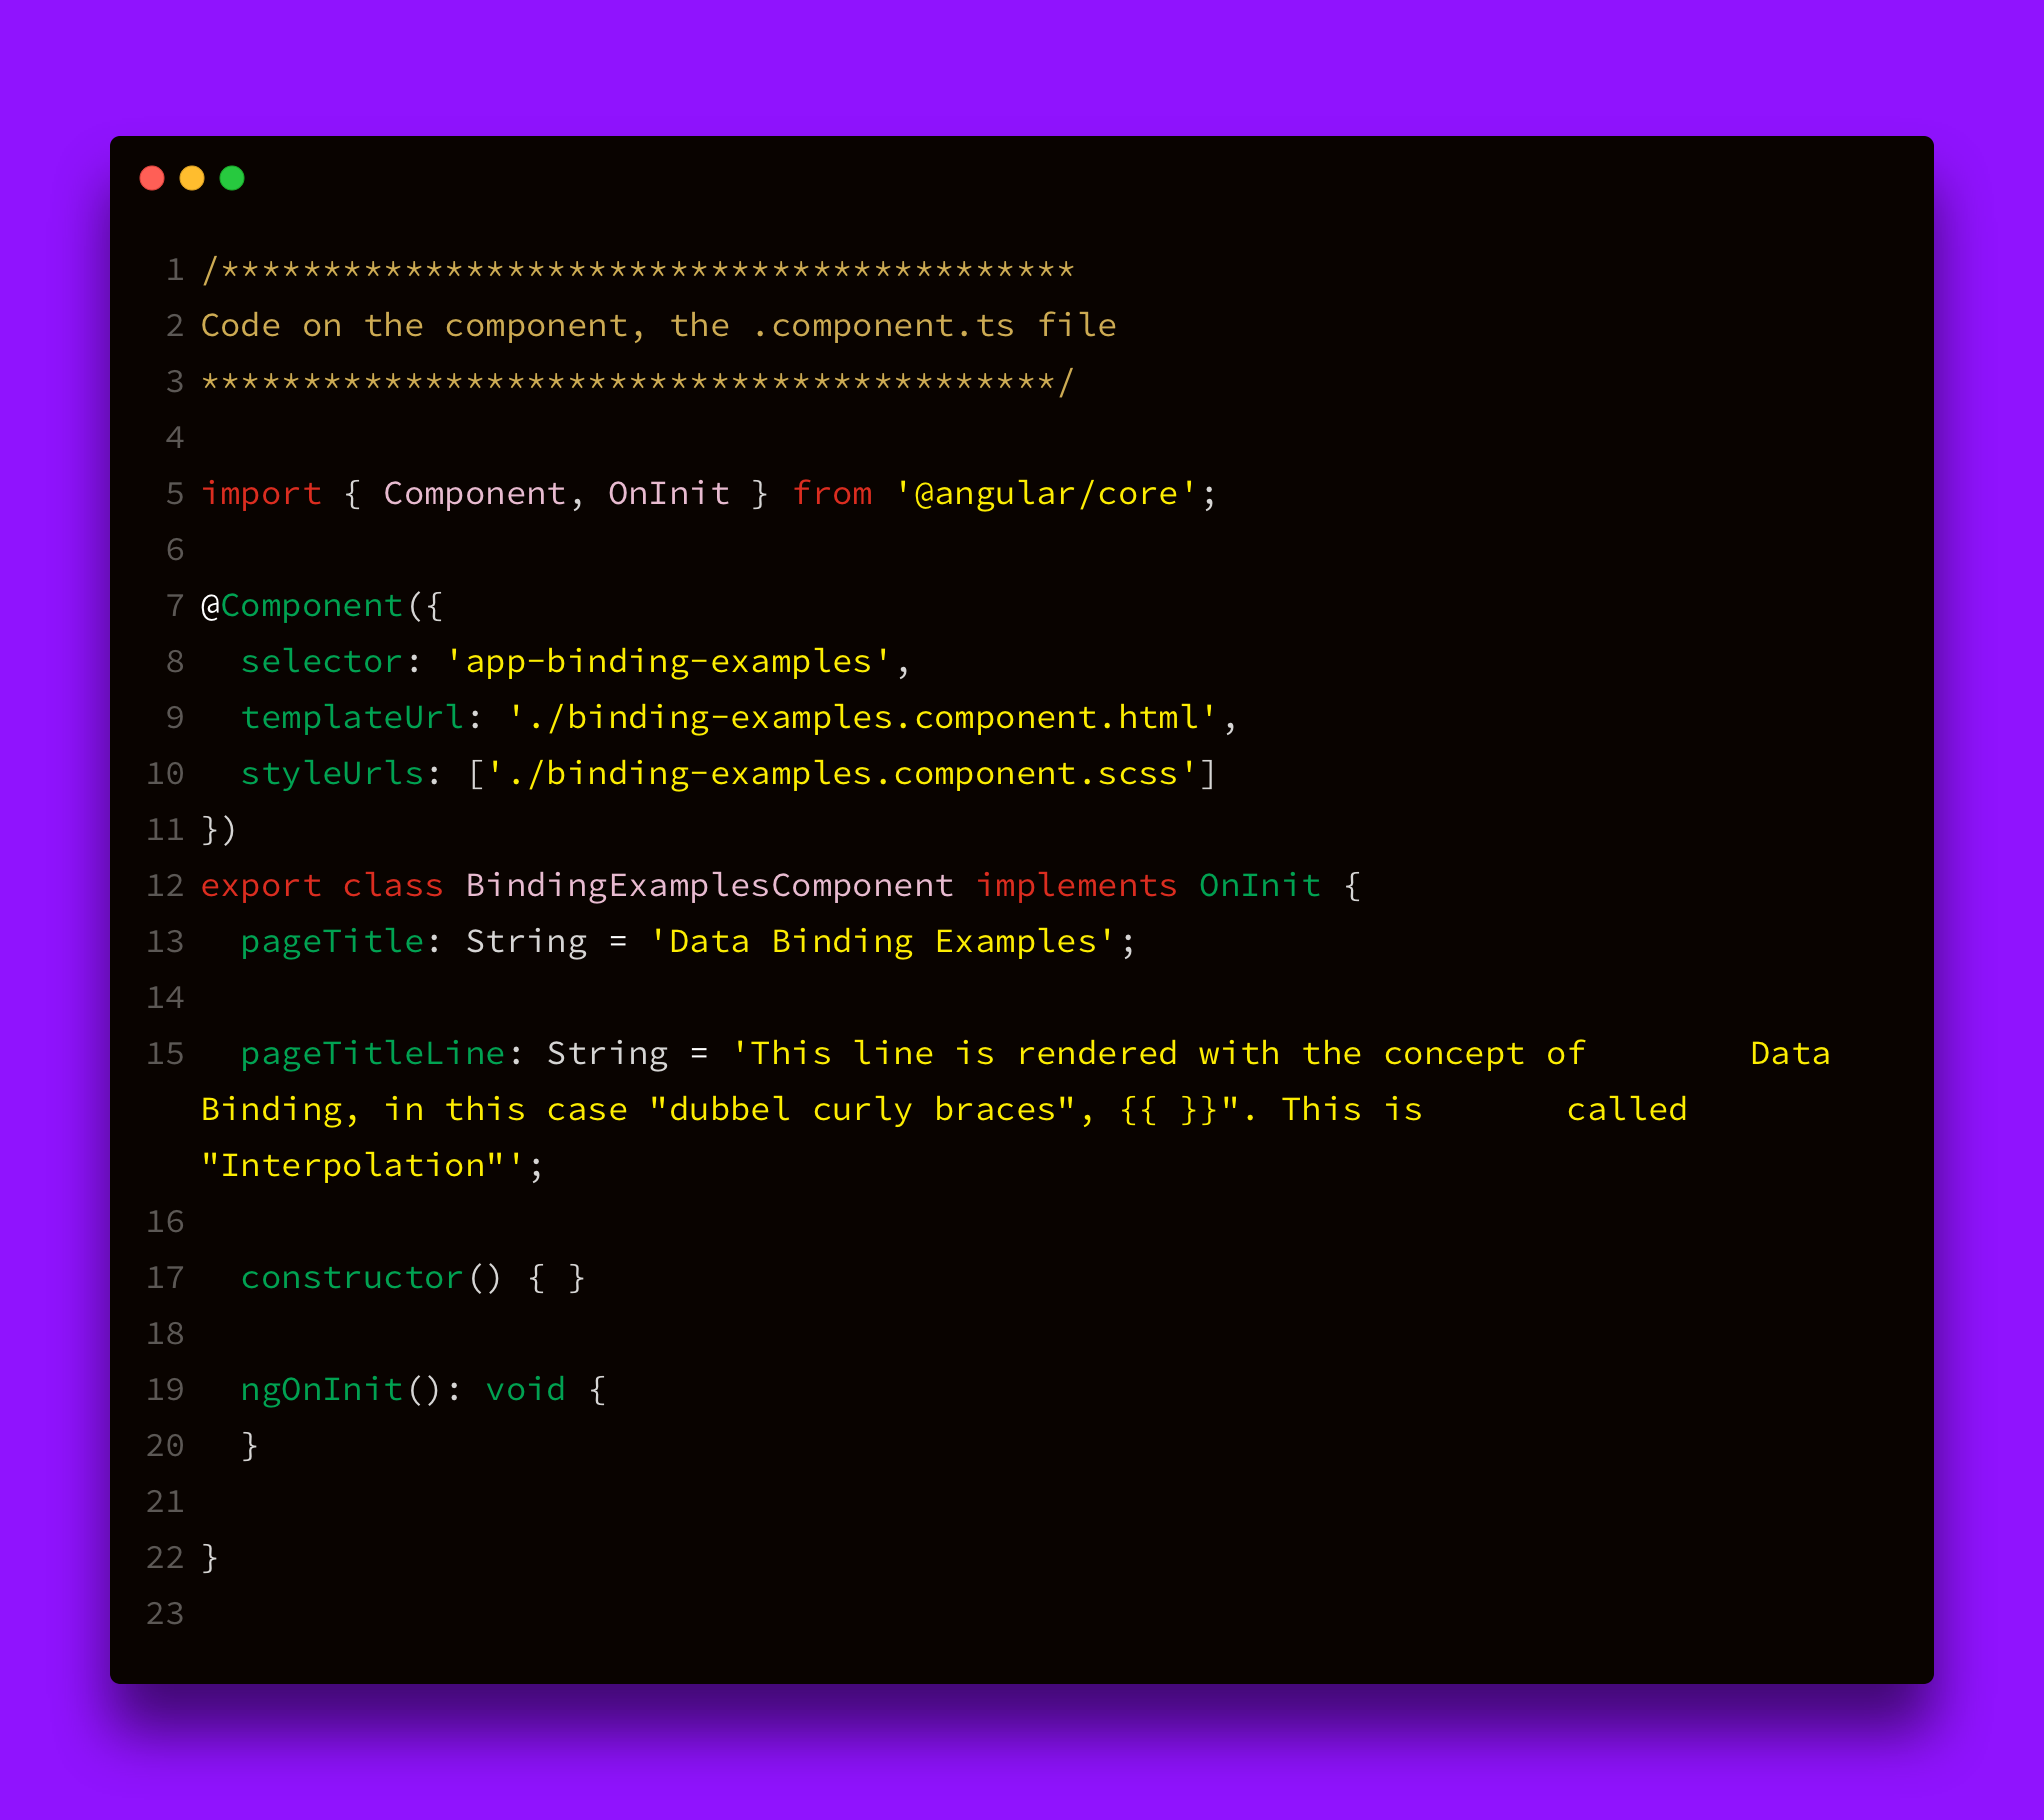 1 /******************************************
2 Code on the component, the .component.ts file
3 ******************************************/
4
5 import { Component, OnInit } from '@angular/core';
6
7 @Component({
8   selector: 'app-binding-examples',
9   templateUrl: './binding-examples.component.html',
10   styleUrls: ['./binding-examples.component.scss']
11 })
12 export class BindingExamplesComponent implements OnInit {
13   pageTitle: String = 'Data Binding Examples';
14
15   pageTitleLine: String = 'This line is rendered with the concept of        Data
Binding, in this case "dubbel curly braces", {{ }}". This is       called
"Interpolation"';
16
17   constructor() { }
18
19   ngOnInit(): void {
20   }
21
22 }
23